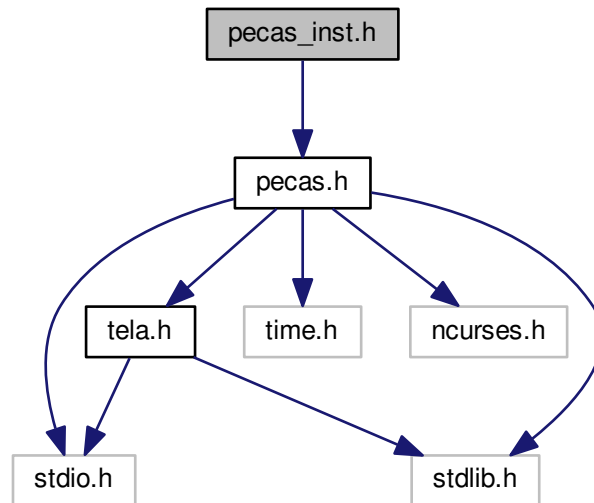 pecas_inst.h
pecas.h
tela.h
time.h
ncurses.h
stdio.h
stdlib.h